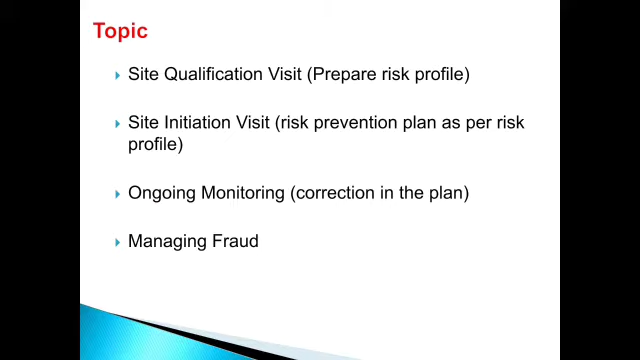 Topic
Site Qualification Visit (Prepare risk profile)
Site Initiation Visit (risk prevention plan as per risk
profile)
Ongoing Monitoring (correction in the plan)
Managing Fraud